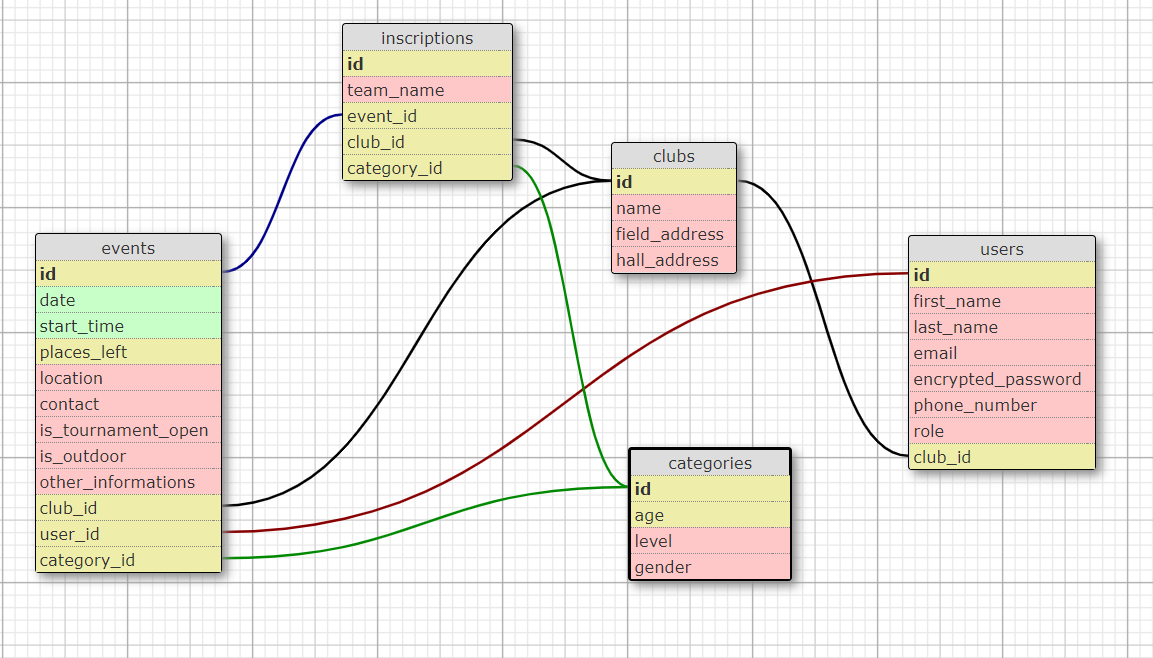 inscriptions
id
team_name
event_id
club_id
category_id
clubs
id
name
field_address
hall_address
events
id
date
start_time
places_left
location
contact
is_tournament_open
is_outdoor
other_informations
club_id
user_id
category_id
users
id
first_name
last_name
email
encrypted_password
phone_number
role
club_id
categories
id
age
level
gender